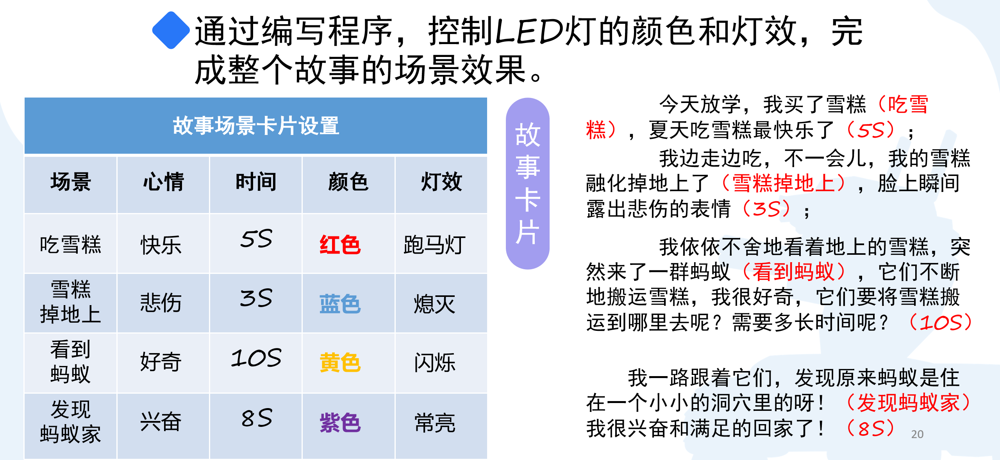 通过编写程序，控制LED灯的颜色和灯效，完
成整个故事的场景效果。
故事场景卡片设置
场景 心情 时间 颜色 灯效
吃雪糕 快乐 5S 红色 跑马灯
雪糕
掉地上 悲伤 3S 蓝色 熄灭
看到
蚂蚁 好奇 10S 黄色 闪烁
发现
蚂蚁家 兴奋 8S 紫色 常亮
故
事
卡
片
今天放学，我买了雪糕（吃雪
糕），夏天吃雪糕最快乐了（5S）；
我边走边吃，不一会儿，我的雪糕
融化掉地上了（雪糕掉地上），脸上瞬间
露出悲伤的表情（3S）；
我依依不舍地看着地上的雪糕，突
然来了一群蚂蚁（看到蚂蚁），它们不断
地搬运雪糕，我很好奇，它们要将雪糕搬
运到哪里去呢？需要多长时间呢？（10S）
我一路跟着它们，发现原来蚂蚁是住
在一个小小的洞穴里的呀！（发现蚂蚁家）
我很兴奋和满足的回家了！（8S）
20